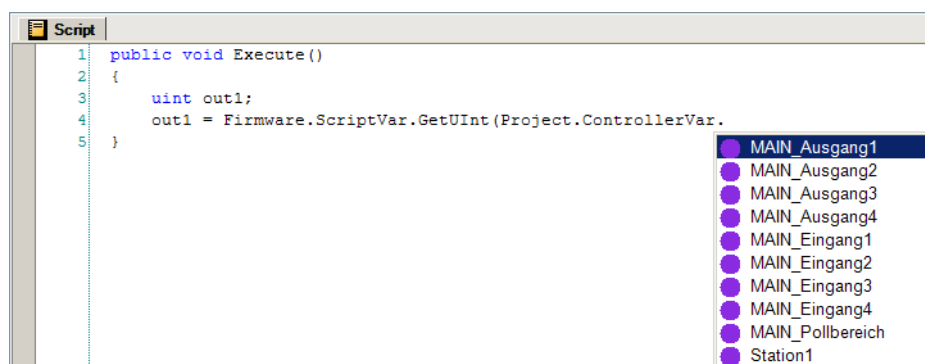 Script
1 public void Execute()
2 {
3 uint out1;
4 out1 = Firmware.ScriptVar.GetUInt(Project.ControllerVar.
5 }
MAIN_Ausgang1
MAIN_Ausgang2
MAIN_Ausgang3
MAIN_Ausgang4
MAIN_Eingang1
MAIN_Eingang2
MAIN_Eingang3
MAIN_Eingang4
MAIN_Pollbereich
Station1